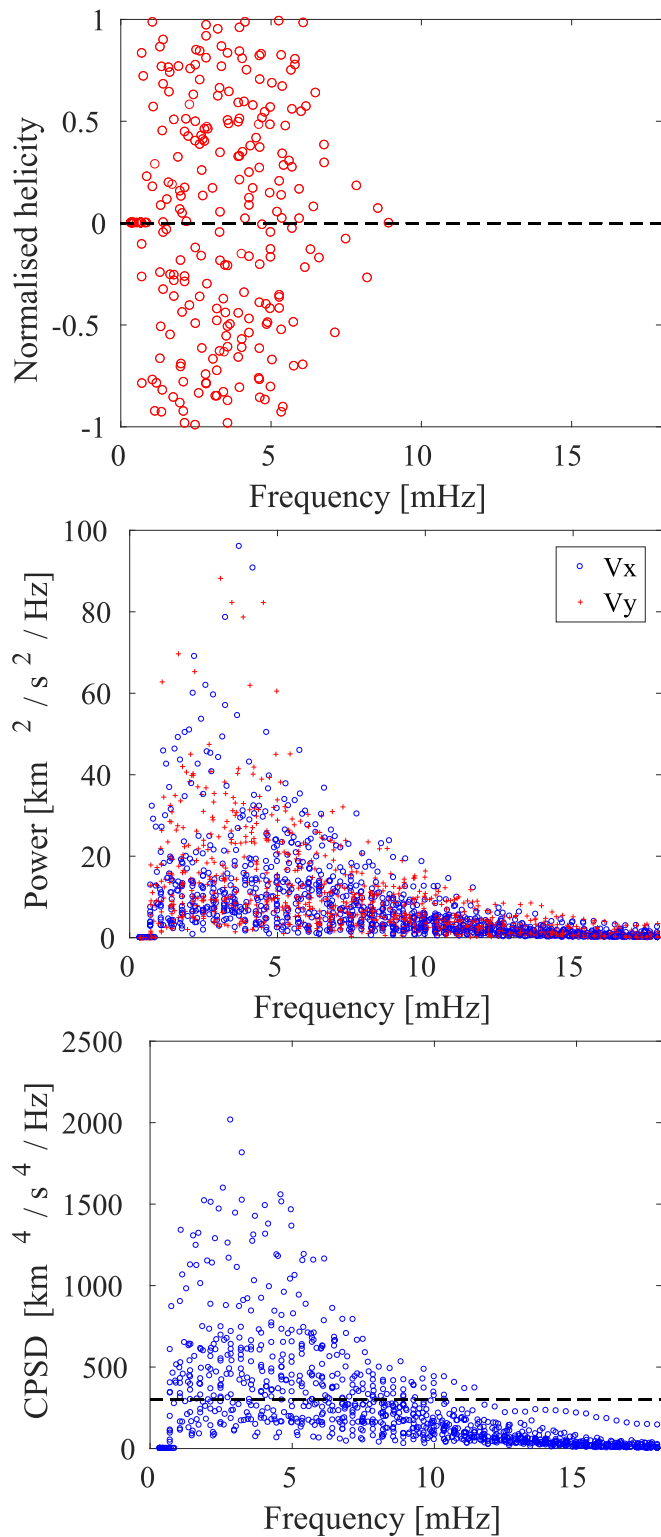 1
0.5
0
-0.5
-1
Normalised helicity
0 5 10 15
Frequency [mHz]
100
80
60
40
20
0
Power [km 2 / s 2 / Hz]
Vx
Vy
0 5 10 15
Frequency [mHz]
2500
2000
1500
1000
500
0
CPSD [km 4 / s 4 / Hz]
0 5 10 15
Frequency [mHz]